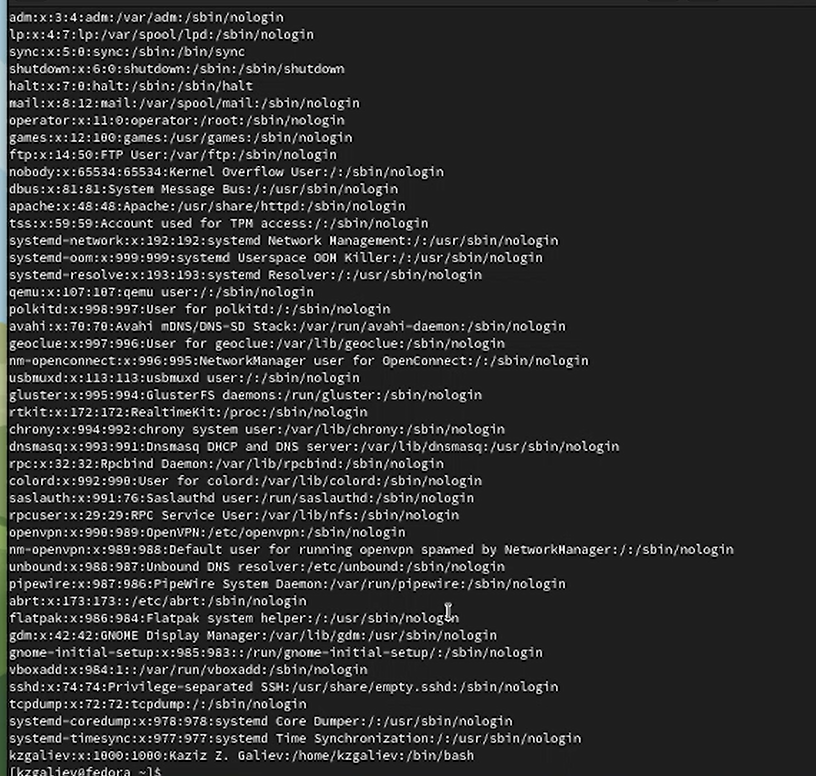 adm:x:3:4:adm:/var/adm:/sbin/nologin
lp:x:4:7:lp:/var/spool/lpd:/sbin/nologin
sync:x:5:0:sync:/sbin:/bin/sync
shutdown:x:6:0:shutdown:/sbin:/sbin/shutdown
halt:x:7:0:halt:/sbin:/sbin/halt
mail:x:8:12:mail:/var/spool/mail:/sbin/nologin
operator:x:11:0:operator:/root:/sbin/nologin
games:x:12:100:games:/usr/games:/sbin/nologin
ftp:x:14:50:FTP User:/var/ftp:/sbin/nologin
nobody:x:65534:65534:Kernel Overflow User:/:/sbin/nologin
dbus:x:81:81:System Message Bus:/:/usr/sbin/nologin
apache:x:48:48:Apache:/usr/share/httpd:/sbin/nologin
tss:x:59:59:Account used for TPM access:/:/sbin/nologin
systemd-network:x:192:192:systemd Network Management:/:/usr/sbin/nologin
systemd-oom:x:999:999:systemd Userspace OOM Killer:/:/usr/sbin/nologin
systemd-resolve:x:193:193:systemd Resolver:/:/usr/sbin/nologin
qemu:x:107:107:qemu user:/:/sbin/nologin
polkitd:x:998:997:User for polkitd:/:/sbin/nologin
avahi:x:70:70:Avahi mDNS/DNS-SD Stack:/var/run/avahi-daemon:/sbin/nologin
geoclue:x:997:996:User for geoclue:/var/lib/geoclue:/sbin/nologin
nm-openconnect:x:996:995:NetworkManager user for OpenConnect:/:/sbin/nologin
usbmuxd:x:113:113:usbmuxd user:/:/sbin/nologin
gluster:x:995:994:GlusterFS daemons:/run/gluster:/sbin/nologin
rtkit:x:172:172:RealtimeKit:/proc:/sbin/nologin
chrony:x:994:992:chrony system user:/var/lib/chrony:/sbin/nologin
dnsmasq:x:993:991:Dnsmasq DHCP and DNS server:/var/lib/dnsmasq:/usr/sbin/nologin
rpc:x:32:32:Rpcbind Daemon:/var/lib/rpcbind:/sbin/nologin
colord:x:992:990:User for colord:/var/lib/colord:/sbin/nologin
saslauth:x:991:76:Saslauthd user:/run/saslauthd:/sbin/nologin
rpcuser:x:29:29:RPC Service User:/var/lib/nfs:/sbin/nologin
openvpn:x:990:989:OpenVPN:/etc/openvpn:/sbin/nologin
nm-openvpn:x:989:988:Default user for running openvpn spawned by NetworkManager:/:/sbin/nologin
unbound:x:988:987:Unbound DNS resolver:/etc/unbound:/sbin/nologin
pipewire:x:987:986:PipeWire System Daemon:/var/run/pipewire:/sbin/nologin
abrt:x:173:173::/etc/abrt:/sbin/nologin
flatpak:x:986:984:Flatpak system helper:/:/usr/sbin/nologin
gdm:x:42:42:GNOME Display Manager:/var/lib/gdm:/usr/sbin/nologin
gnome-initial-setup:x:985:983::/run/gnome-initial-setup/:/sbin/nologin
vboxadd:x:984:1::/var/run/vboxadd:/sbin/nologin
sshd:x:74:74:Privilege-separated SSH:/usr/share/empty.sshd:/sbin/nologin
tcpdump:x:72:72:tcpdump:/:/sbin/nologin
systemd-coredump:x:978:978:systemd Core Dumper:/:/usr/sbin/nologin
systemd-timesync:x:977:977:systemd Time Synchronization:/:/usr/sbin/nologin
kzgaliev:x:1000:1000:Kaziz Z. Galiev:/home/kzgaliev:/bin/bash
[kzgaliev@fedora ~]$